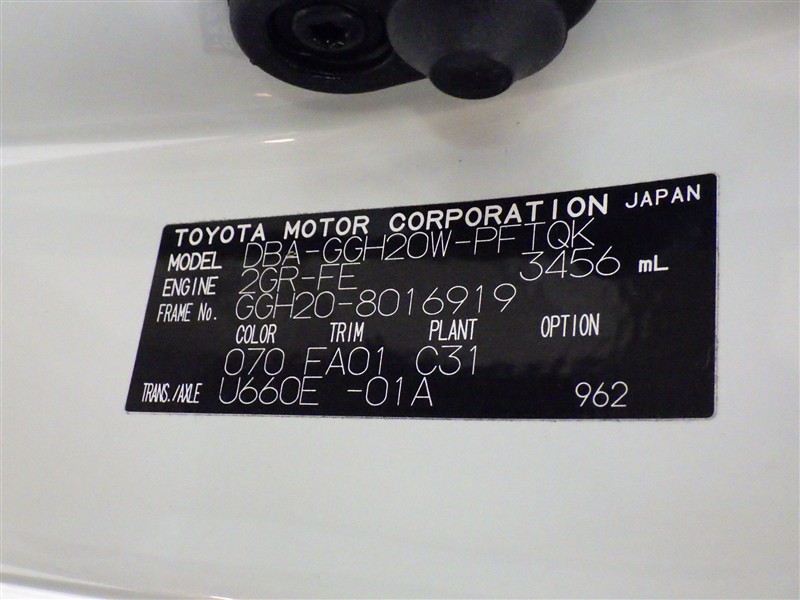 TOYOTA MOTOR CORPORATION JAPAN
MODEL DBA-GGH20W-PFTQK
ENGINE 2GR-FE 3456 mL
FRAME No. GGH20-8016919
COLOR TRIM PLANT OPTION
070 FA01 C31
TRANS./AXLE U660E -01A 962